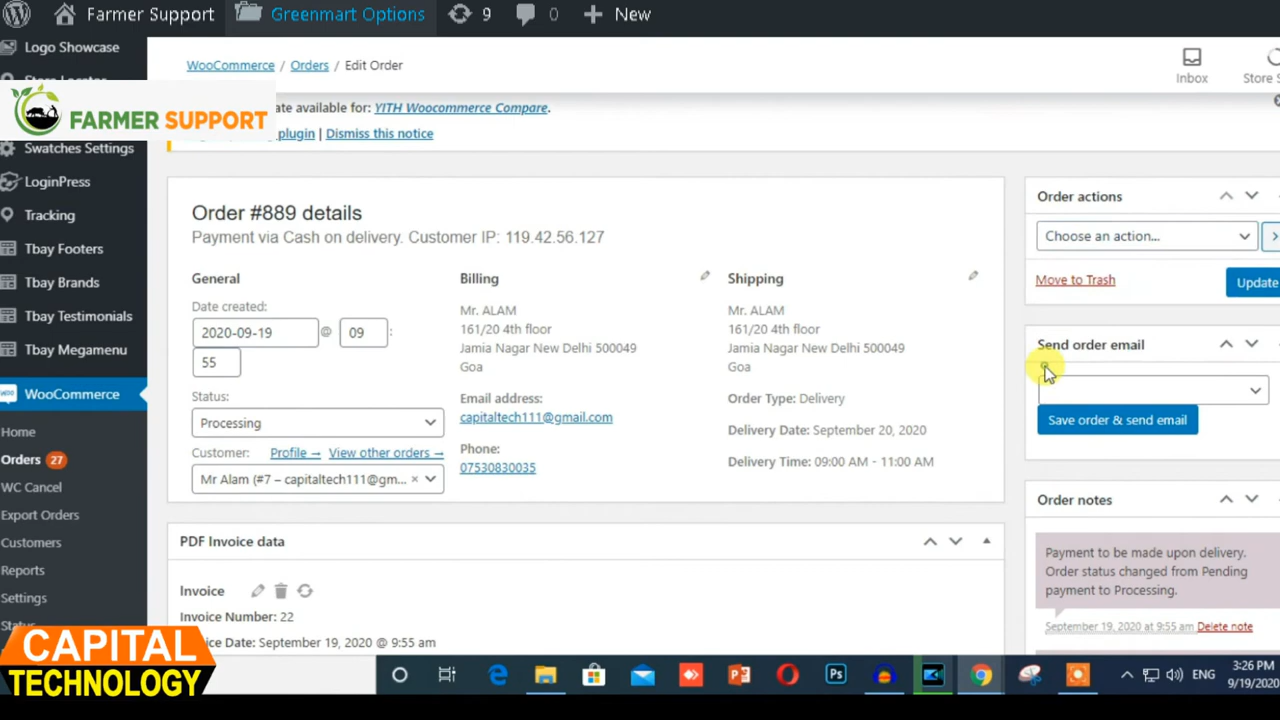 Farmer Support Greenmart Options 9 0 New
Logo Showcase
WooCommerce / Orders / Edit Order
Inbox Store
FARMER SUPPORT
ate available for: YITH Woocommerce Compare.
plugin | Dismiss this notice
Swatches Settings
LoginPress
Tracking
Tbay Footers
Tbay Brands
Tbay Testimonials
Tbay Megamenu
WooCommerce
Home
Orders 27
WC Cancel
Export Orders
Customers
Reports
Settings
Order #889 details
Payment via Cash on delivery. Customer IP: 119.42.56.127
General
Date created:
2020-09-19 @ 09 :
55
Status:
Processing
Customer: Profile → View other orders →
Mr Alam (#7 – capitaltech111@gm... ×
Billing
Mr. ALAM
161/20 4th floor
Jamia Nagar New Delhi 500049
Goa
Email address:
capitaltech111@gmail.com
Phone:
07530830035
Shipping
Mr. ALAM
161/20 4th floor
Jamia Nagar New Delhi 500049
Goa
Order Type: Delivery
Delivery Date: September 20, 2020
Delivery Time: 09:00 AM - 11:00 AM
PDF Invoice data
Invoice
Invoice Number: 22
Invoice Date: September 19, 2020 @ 9:55 am
Order actions
Choose an action...
Move to Trash Update
Send order email
Save order & send email
Order notes
Payment to be made upon delivery.
Order status changed from Pending
payment to Processing.
September 19, 2020 at 9:55 am Delete note
CAPITAL
TECHNOLOGY
ENG
3:26 PM
9/19/2020